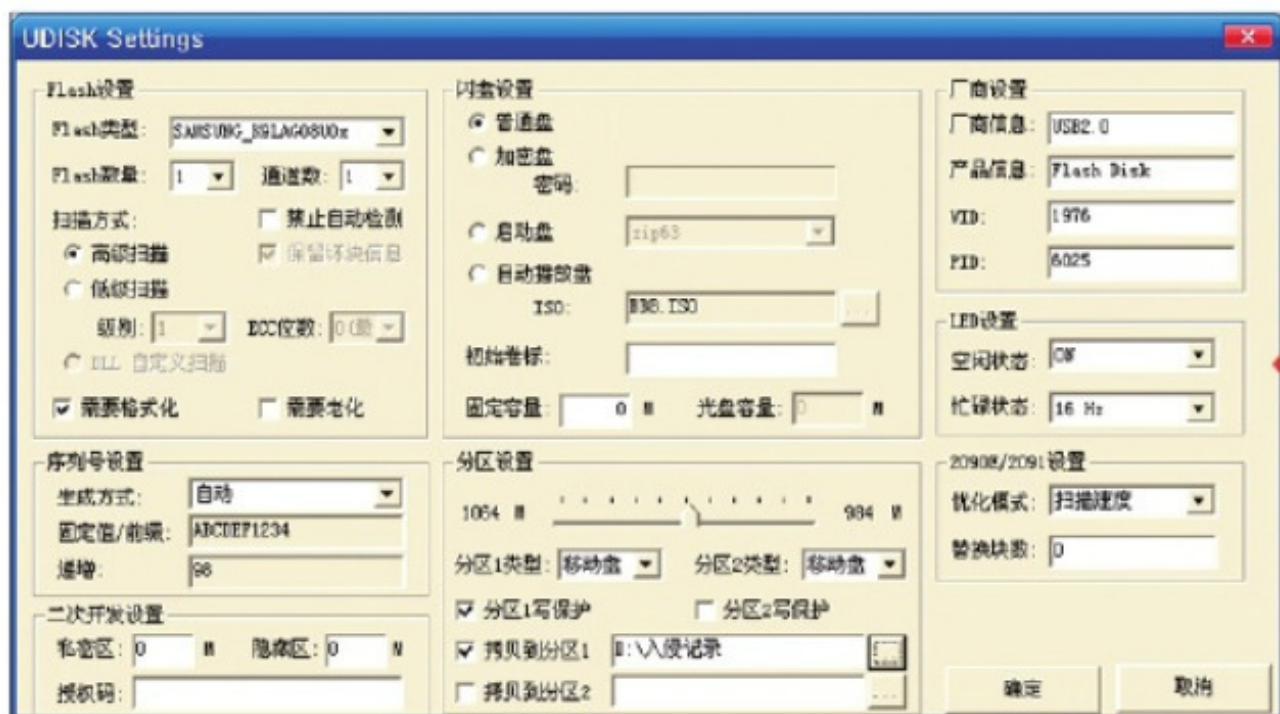 UDISK Settings
Flash设置
Flash类型: SAMSUNG_K9LAG08U0x
Flash数量: 1 通道数: 1
扫描方式: 禁止自动检测
高级扫描 保留坏块信息
低级扫描
级别: 1 ECC位数: 0(最
DLL 自定义扫描
需要格式化 需要老化
闪盘设置
普通盘
加密盘
密码:
启动盘 zip63
自动播放盘
ISO: BBS.ISO
初始卷标:
固定容量: 0 M 光盘容量: 0 M
厂商设置
厂商信息: USB2.0
产品信息: Flash Disk
VID: 1976
PID: 6025
LED设置
空闲状态: ON
忙碌状态: 16 Hz
序列号设置
生成方式: 自动
固定值/前缀: ABCDEF1234
递增: 98
分区设置
1064 M 984 M
分区1类型: 移动盘 分区2类型: 移动盘
分区1写保护 分区2写保护
拷贝到分区1 D:\入侵记录
拷贝到分区2
2090E/2091设置
优化模式: 扫描速度
替换块数: 0
二次开发设置
私密区: 0 M 隐藏区: 0 M
授权码:
确定 取消